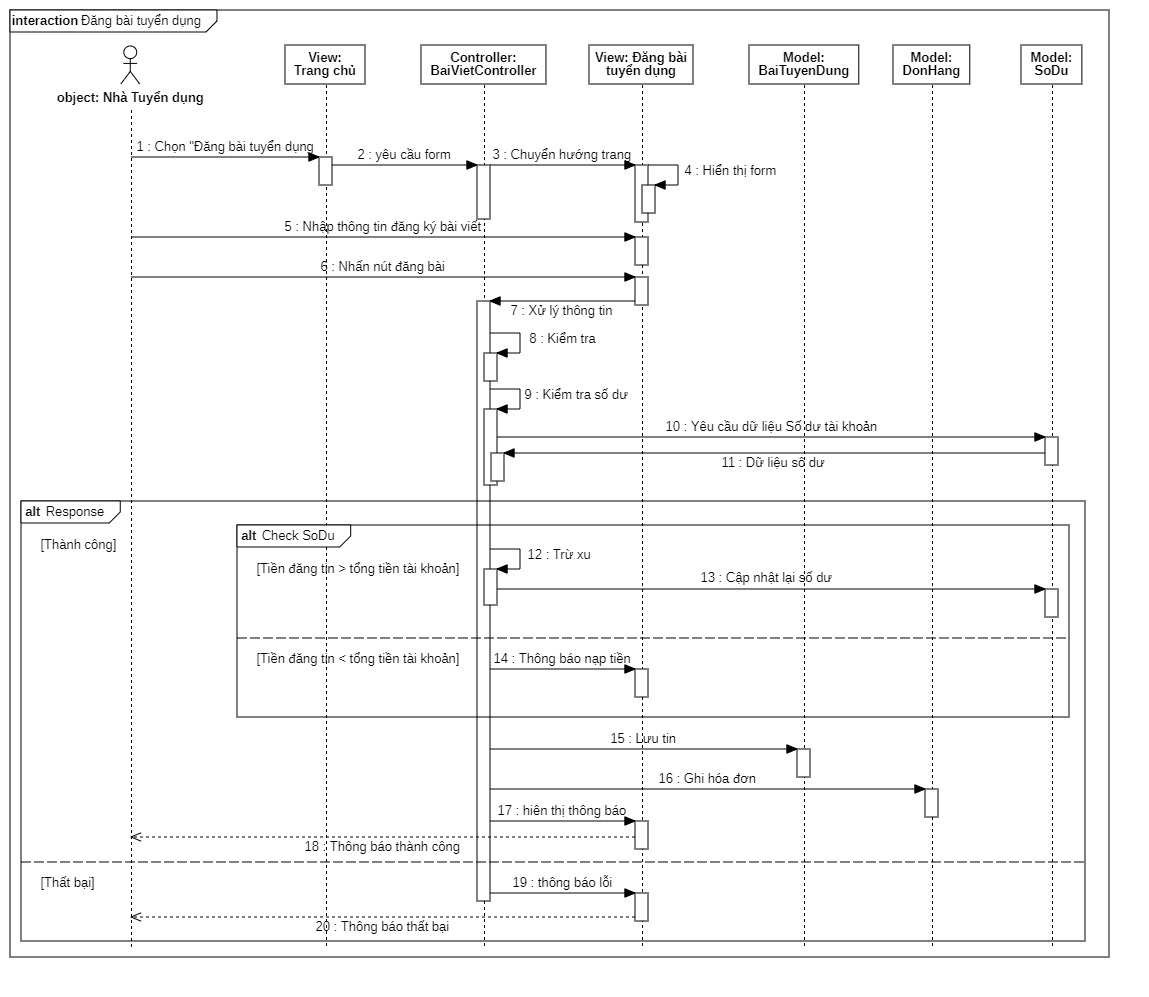 interaction Đăng bài tuyển dụng
object: Nhà Tuyển dụng
View:
Trang chủ
Controller:
BaiVietController
View: Đăng bài
tuyển dụng
Model:
BaiTuyenDung
Model:
DonHang
Model:
SoDu
1 : Chọn "Đăng bài tuyển dụng
2 : yêu cầu form
3 : Chuyển hướng trang
4 : Hiển thị form
5 : Nhập thông tin đăng ký bài viết
6 : Nhấn nút đăng bài
7 : Xử lý thông tin
8 : Kiểm tra
9 : Kiểm tra số dư
10 : Yêu cầu dữ liệu Số dư tài khoản
11 : Dữ liệu số dư
alt Response
[Thành công]
alt Check SoDu
12 : Trừ xu
[Tiền đăng tin > tổng tiền tài khoản]
13 : Cập nhật lại số dư
[Tiền đăng tin < tổng tiền tài khoản]
14 : Thông báo nạp tiền
15 : Lưu tin
16 : Ghi hóa đơn
17 : hiên thị thông báo
18 : Thông báo thành công
[Thất bại]
19 : thông báo lỗi
20 : Thông báo thất bại